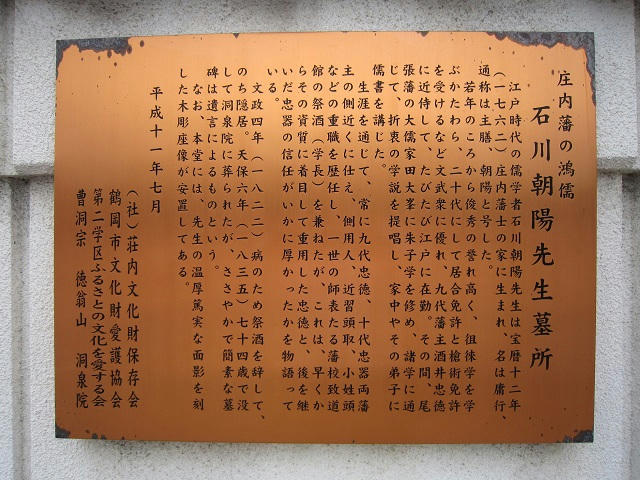 庄内藩の鴻儒
石川朝陽先生墓所
江戸時代の儒学者石川朝陽先生は宝暦十二年
（一七六二）庄内藩士の家に生まれ、名は庸行、
通称は主膳、朝陽と号した。
若年のころから俊秀の誉れ高く、徂徠学を学
ぶかたわら、二十代にして居合免許と槍術免許
を受けるなど文武衆に優れ、九代藩主酒井忠徳
に近侍して、たびたび江戸に在勤。その間、尾
張藩の大儒家田大峯に朱子学を修め、諸学に通
じて、折衷の学説を提唱し、家中やその弟子に
儒書を講じた。
生涯を通じて、常に九代忠徳、十代忠器両藩
主の側近くに仕え、側用人、近習頭取、小姓頭
などの重職を歴任し、一世の師表たる藩校致道
館の祭酒（学長）を兼ねたが、これは、早くか
らその資質に着目して重用した忠徳と、後を継
いだ忠器の信任がいかに厚かったかを物語って
いる。
文政四年（一八二二）病のため祭酒を辞して、
のち隠居。天保六年（一八三五）七十四歳で没
して洞泉院に葬られたが、ささやかで簡素な墓
碑は遺言によるものという。
なお、本堂には、先生の温厚篤実な面影を刻
した木彫座像が安置してある。
平成十一年七月
（社）荘内文化財保存会
鶴岡市文化財愛護協会
第二学区ふるさとの文化を愛する会
曹洞宗 徳翁山 洞泉院